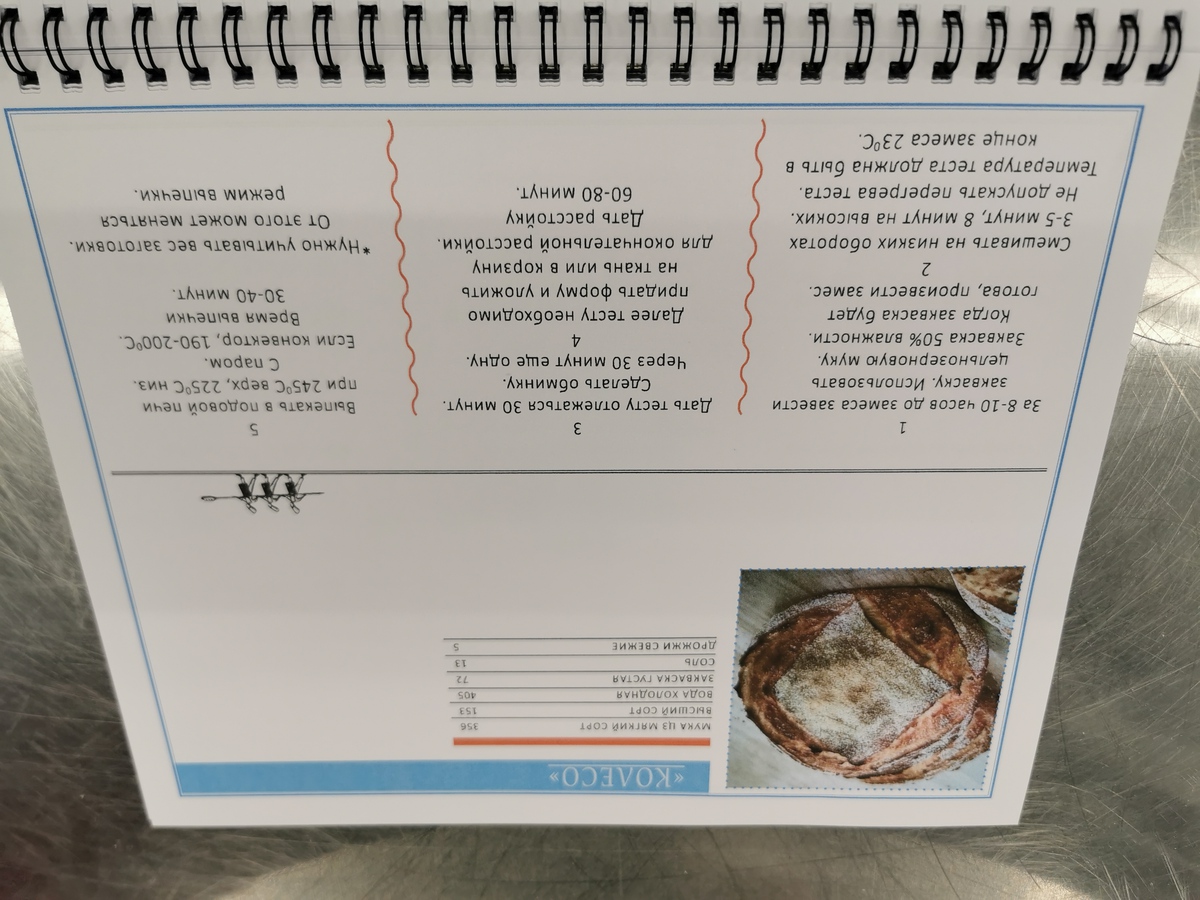 «КОЛЕСО»
МУКА ЦЗ МЯГКИЙ СОРТ 356
ВЫСШИЙ СОРТ 153
ВОДА ХОЛОДНАЯ 405
ЗАКВАСКА ГУСТАЯ 72
СОЛЬ 13
ДРОЖЖИ СВЕЖИЕ 5
1
За 8-10 часов до замеса завести
закваску. Использовать
цельнозерновую муку.
Закваска 50% влажности.
Когда закваска будет
готова, произвести замес.
2
Смешивать на низких оборотах
3-5 минут, 8 минут на высоких.
Не допускать перегрева теста.
Температура теста должна быть в
конце замеса 23⁰С.
3
Дать тесту отлежаться 30 минут.
Сделать обминку.
Через 30 минут еще одну.
4
Далее тесту необходимо
придать форму и уложить
на ткань или в корзину
для окончательной расстойки.
Дать расстойку
60-80 минут.
5
Выпекать в подовой печи
при 245⁰С верх, 225⁰С низ.
С паром.
Если конвектор, 190-200⁰С.
Время выпечки
30-40 минут.
*Нужно учитывать вес заготовки.
От этого может меняться
режим выпечки.